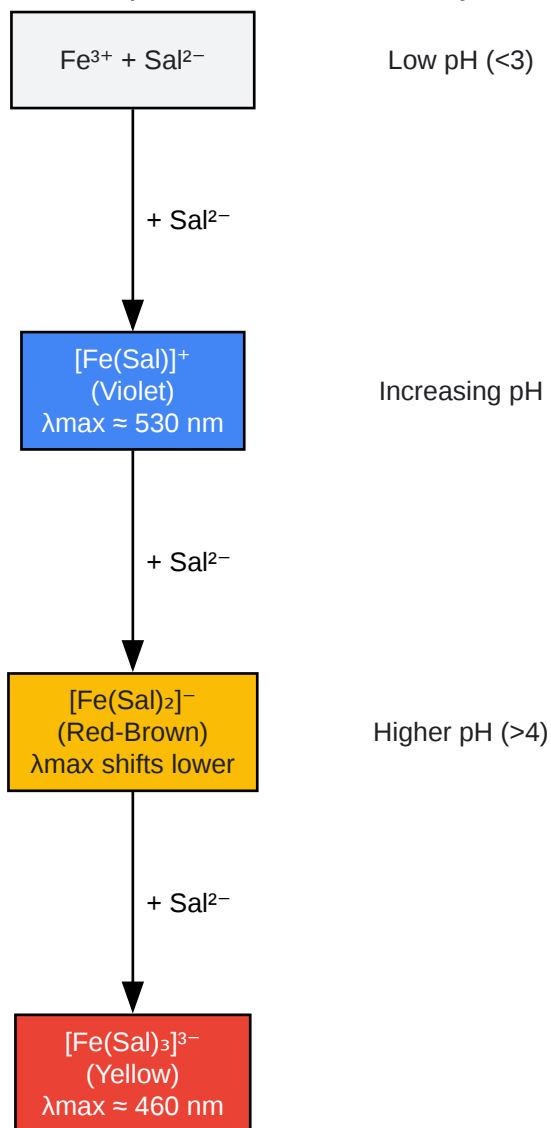 Fe³⁺ + Sal²⁻
Low pH (<3)
+ Sal²⁻
[Fe(Sal)]⁺
(Violet)
λmax ≈ 530 nm
Increasing pH
+ Sal²⁻
[Fe(Sal)₂]⁻
(Red-Brown)
λmax shifts lower
Higher pH (>4)
+ Sal²⁻
[Fe(Sal)₃]³⁻
(Yellow)
λmax ≈ 460 nm